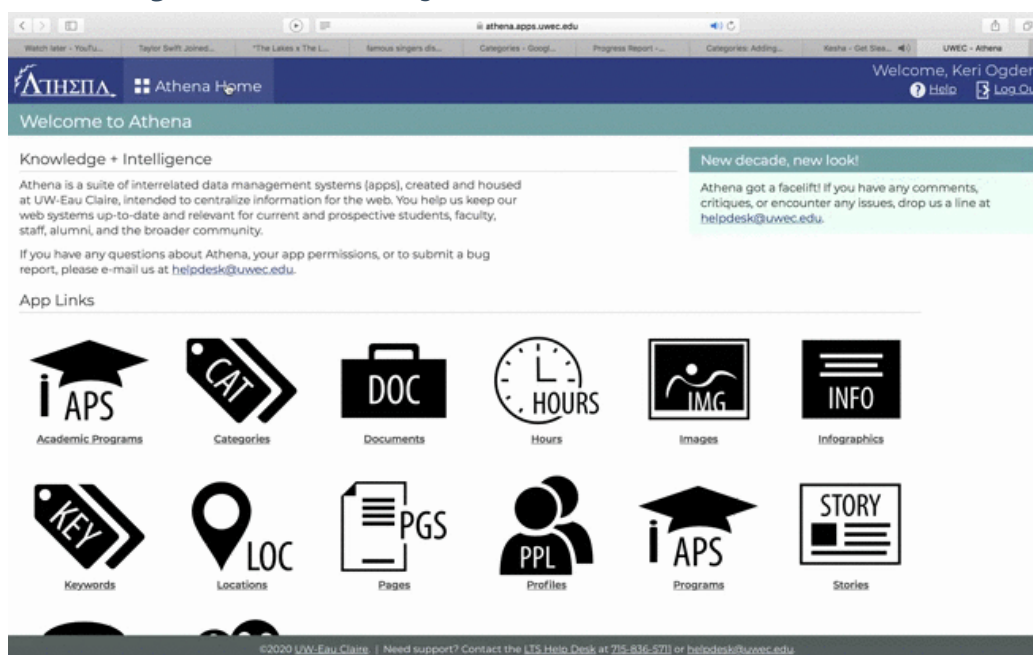 athena.apps.uwec.edu
Watch later - YouTu... Taylor Swift Joined... "The Lakes x The L... famous singers dis... Categories - Googl... Progress Report -... Categories: Adding... Kesha - Get Slee... UWEC - Athena
ΑTHΣΠΑ Athena Home Welcome, Keri Ogden
Help Log Ou
Welcome to Athena
Knowledge + Intelligence
Athena is a suite of interrelated data management systems (apps), created and housed
at UW-Eau Claire, intended to centralize information for the web. You help us keep our
web systems up-to-date and relevant for current and prospective students, faculty,
staff, alumni, and the broader community.
If you have any questions about Athena, your app permissions, or to submit a bug
report, please e-mail us at helpdesk@uwec.edu.
New decade, new look!
Athena got a facelift! If you have any comments,
critiques, or encounter any issues, drop us a line at
helpdesk@uwec.edu.
App Links
iAPS CAT DOC HOURS IMG INFO
Academic Programs Categories Documents Hours Images Infographics
KEY LOC PGS PPL iAPS STORY
Keywords Locations Pages Profiles Programs Stories
©2020 UW-Eau Claire | Need support? Contact the LTS Help Desk at 715-836-5711 or helpdesk@uwec.edu.